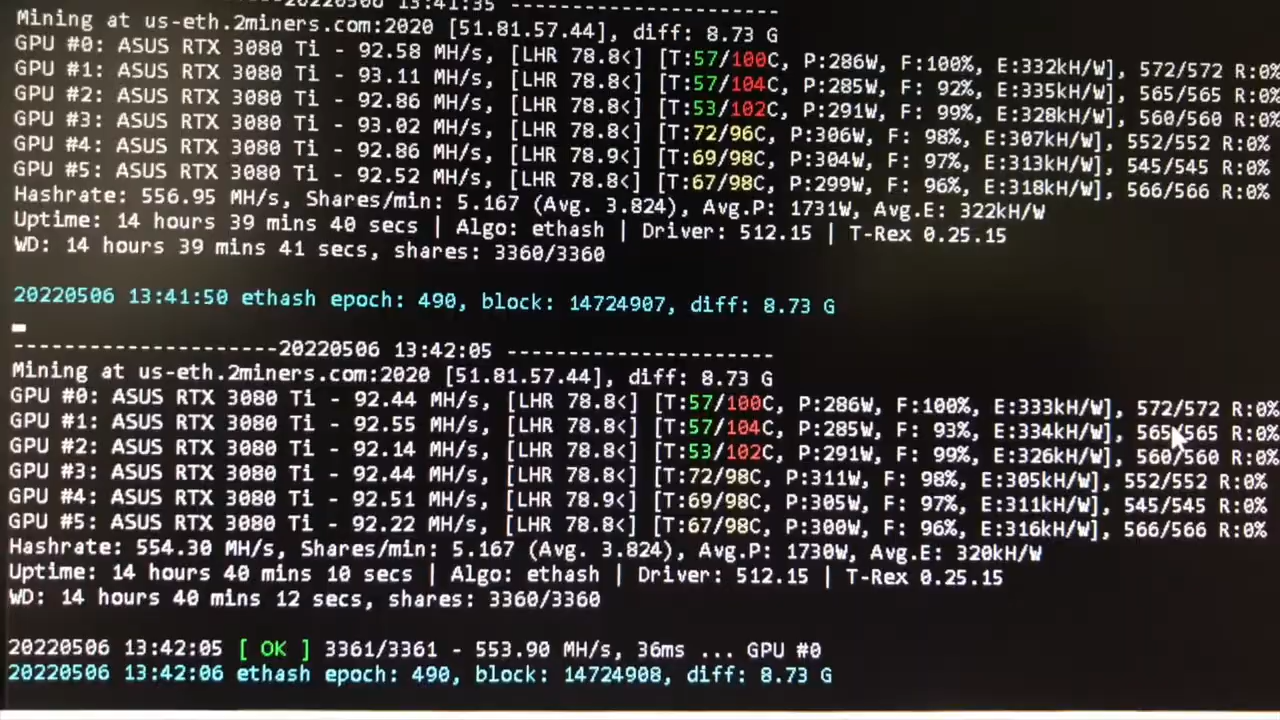 --------------------20220506 13:41:35 ---------------------
Mining at us-eth.2miners.com:2020 [51.81.57.44], diff: 8.73 G
GPU #0: ASUS RTX 3080 Ti - 92.58 MH/s, [LHR 78.8<] [T:57/100C, P:286W, F:100%, E:332kH/W], 572/572 R:0%
GPU #1: ASUS RTX 3080 Ti - 93.11 MH/s, [LHR 78.8<] [T:57/104C, P:285W, F: 92%, E:335kH/W], 565/565 R:0%
GPU #2: ASUS RTX 3080 Ti - 92.86 MH/s, [LHR 78.8<] [T:53/102C, P:291W, F: 99%, E:328kH/W], 560/560 R:0%
GPU #3: ASUS RTX 3080 Ti - 93.02 MH/s, [LHR 78.8<] [T:72/96C, P:306W, F: 98%, E:307kH/W], 552/552 R:0%
GPU #4: ASUS RTX 3080 Ti - 92.86 MH/s, [LHR 78.9<] [T:69/98C, P:304W, F: 97%, E:313kH/W], 545/545 R:0%
GPU #5: ASUS RTX 3080 Ti - 92.52 MH/s, [LHR 78.8<] [T:67/98C, P:299W, F: 96%, E:318kH/W], 566/566 R:0%
Hashrate: 556.95 MH/s, Shares/min: 5.167 (Avg. 3.824), Avg.P: 1731W, Avg.E: 322kH/W
Uptime: 14 hours 39 mins 40 secs | Algo: ethash | Driver: 512.15 | T-Rex 0.25.15
WD: 14 hours 39 mins 41 secs, shares: 3360/3360
20220506 13:41:50 ethash epoch: 490, block: 14724907, diff: 8.73 G
---------------------20220506 13:42:05 ---------------------
Mining at us-eth.2miners.com:2020 [51.81.57.44], diff: 8.73 G
GPU #0: ASUS RTX 3080 Ti - 92.44 MH/s, [LHR 78.8<] [T:57/100C, P:286W, F:100%, E:333kH/W], 572/572 R:0%
GPU #1: ASUS RTX 3080 Ti - 92.55 MH/s, [LHR 78.8<] [T:57/104C, P:285W, F: 93%, E:334kH/W], 565/565 R:0%
GPU #2: ASUS RTX 3080 Ti - 92.14 MH/s, [LHR 78.8<] [T:53/102C, P:291W, F: 99%, E:326kH/W], 560/560 R:0%
GPU #3: ASUS RTX 3080 Ti - 92.44 MH/s, [LHR 78.8<] [T:72/98C, P:311W, F: 98%, E:305kH/W], 552/552 R:0%
GPU #4: ASUS RTX 3080 Ti - 92.51 MH/s, [LHR 78.9<] [T:69/98C, P:305W, F: 97%, E:311kH/W], 545/545 R:0%
GPU #5: ASUS RTX 3080 Ti - 92.22 MH/s, [LHR 78.8<] [T:67/98C, P:300W, F: 96%, E:316kH/W], 566/566 R:0%
Hashrate: 554.30 MH/s, Shares/min: 5.167 (Avg. 3.824), Avg.P: 1730W, Avg.E: 320kH/W
Uptime: 14 hours 40 mins 10 secs | Algo: ethash | Driver: 512.15 | T-Rex 0.25.15
WD: 14 hours 40 mins 12 secs, shares: 3360/3360
20220506 13:42:05 [ OK ] 3361/3361 - 553.90 MH/s, 36ms ... GPU #0
20220506 13:42:06 ethash epoch: 490, block: 14724908, diff: 8.73 G